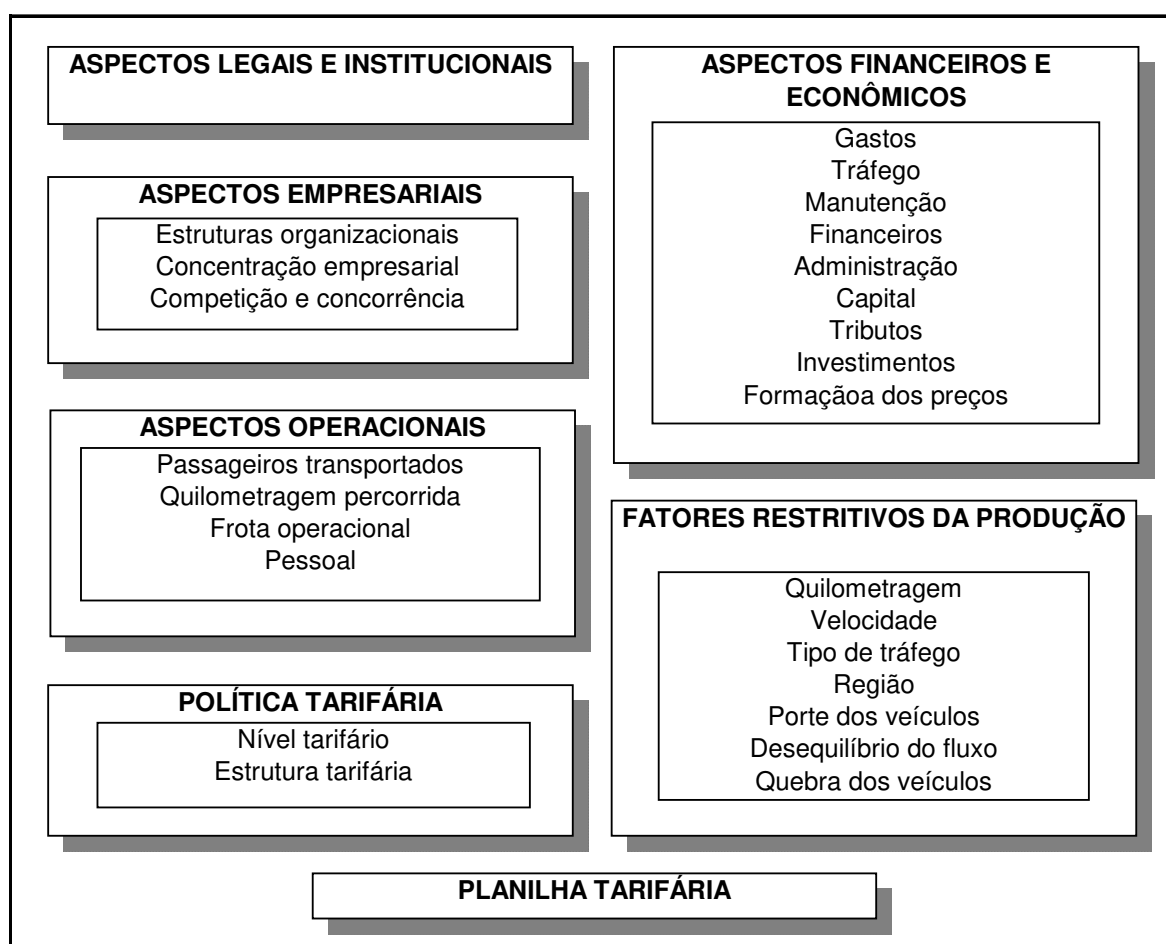 ASPECTOS LEGAIS E INSTITUCIONAIS
ASPECTOS EMPRESARIAIS
Estruturas organizacionais
Concentração empresarial
Competição e concorrência
ASPECTOS OPERACIONAIS
Passageiros transportados
Quilometragem percorrida
Frota operacional
Pessoal
POLÍTICA TARIFÁRIA
Nível tarifário
Estrutura tarifária
ASPECTOS FINANCEIROS E
ECONÔMICOS
Gastos
Tráfego
Manutenção
Financeiros
Administração
Capital
Tributos
Investimentos
Formaçãoa dos preços
FATORES RESTRITIVOS DA PRODUÇÃO
Quilometragem
Velocidade
Tipo de tráfego
Região
Porte dos veículos
Desequilíbrio do fluxo
Quebra dos veículos
PLANILHA TARIFÁRIA